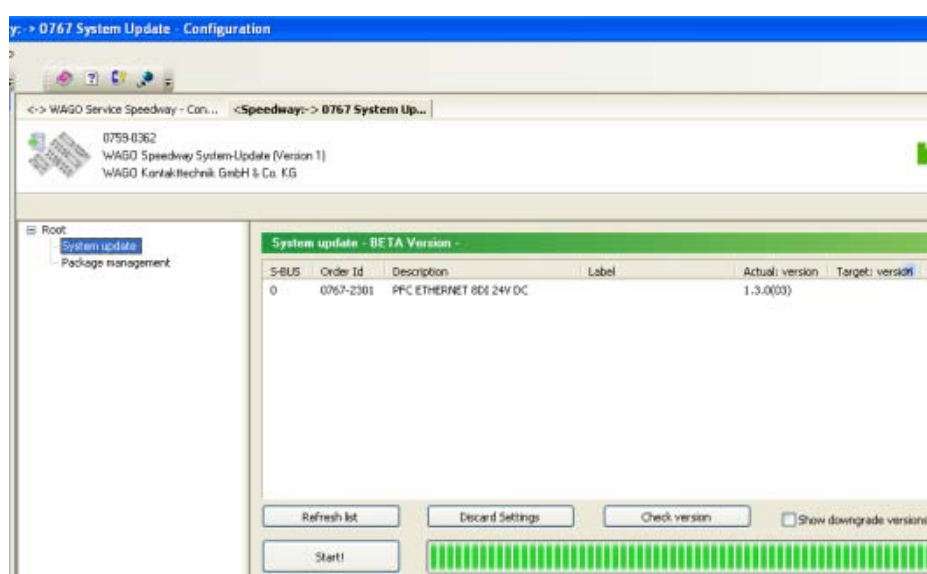 y:-> 0767 System Update - Configuration
<-> WAGO Service Speedway - Con... <Speedway:-> 0767 System Up...
0759-0362
WAGO Speedway System-Update (Version 1)
WAGO Kontakttechnik GmbH & Co. KG
Root
System update
Package management
System update - BETA Version -
S-BUS Order Id Description Label Actual: version Target: version
0 0767-2301 PFC ETHERNET 8DI 24V DC 1.3.0(03)
Refresh list Discard Settings Check version Show downgrade versions
Start!